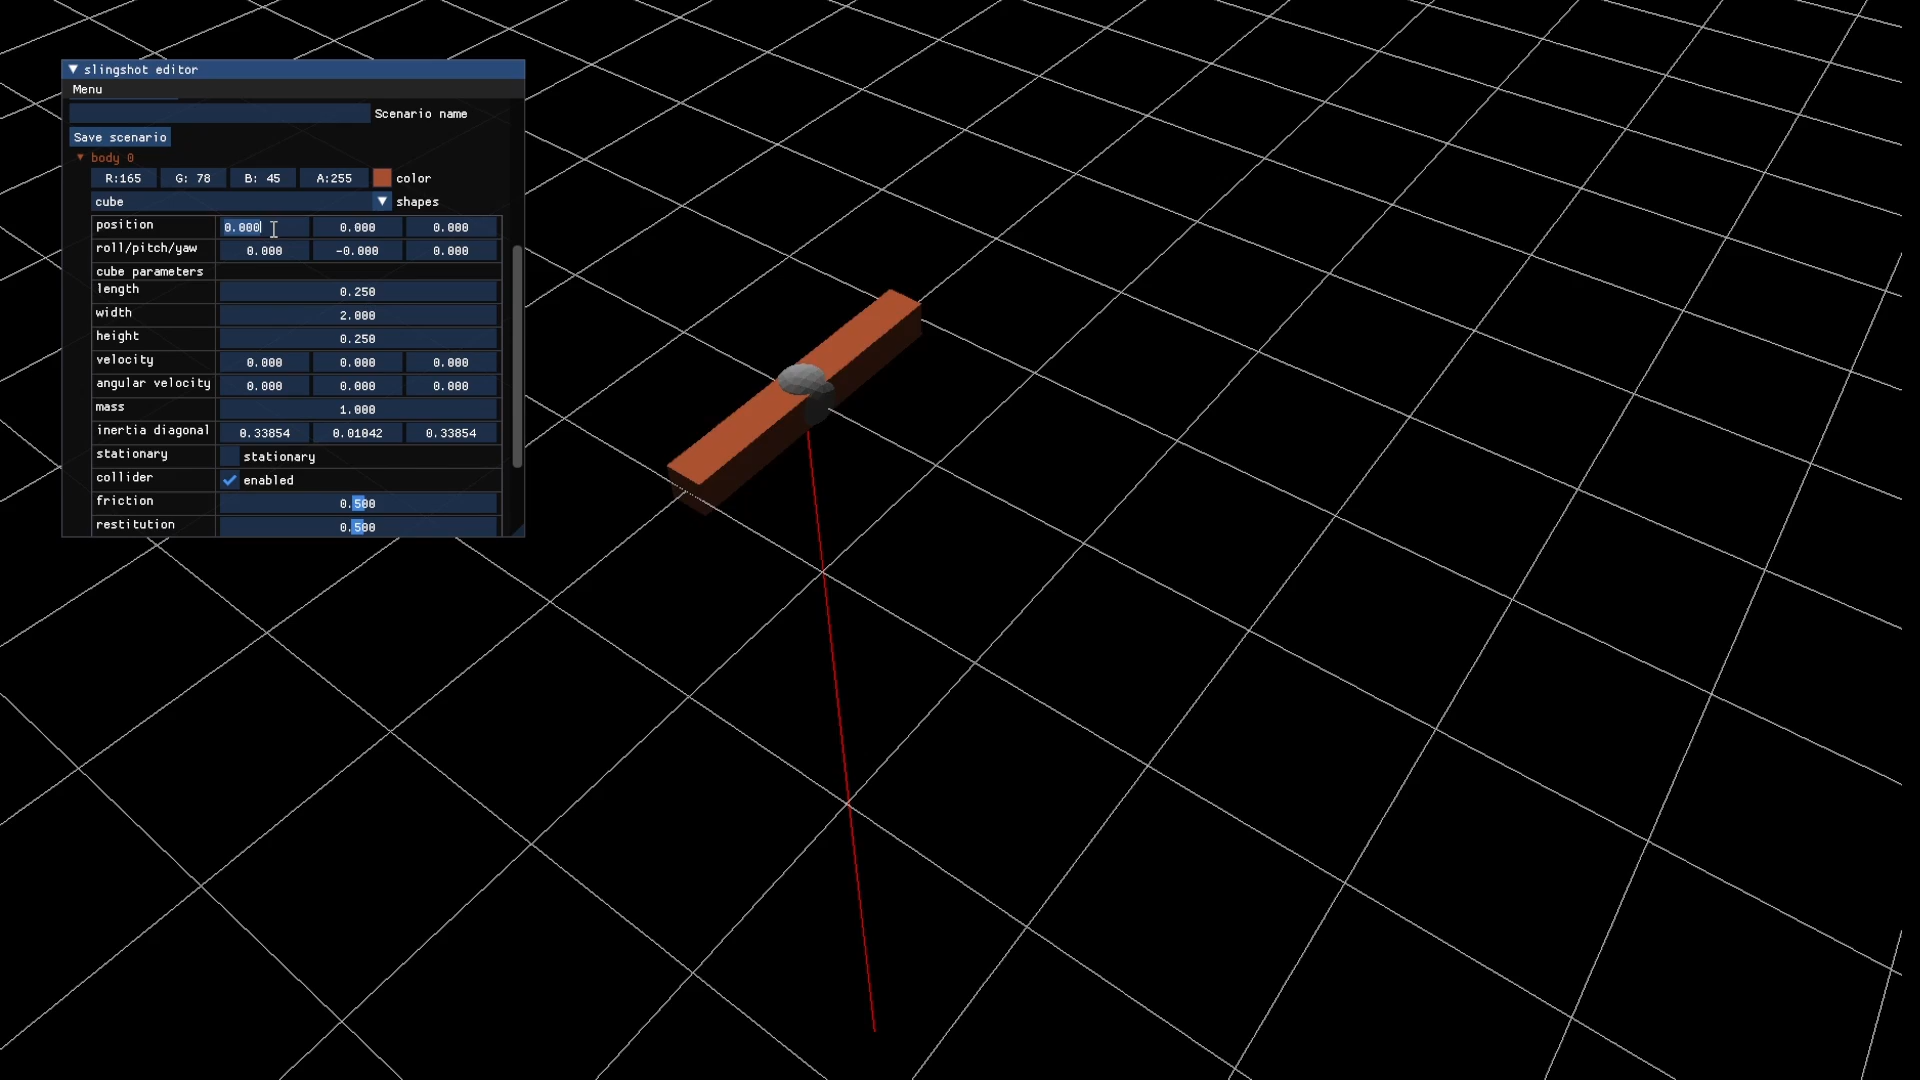 slingshot editor
Menu
Scenario name
Save scenario
body 0
R:165 G: 78 B: 45 A:255 color
cube shapes
position 0.000 0.000 0.000
roll/pitch/yaw 0.000 -0.000 0.000
cube parameters
length 0.250
width 2.000
height 0.250
velocity 0.000 0.000 0.000
angular velocity 0.000 0.000 0.000
mass 1.000
inertia diagonal 0.33854 0.01042 0.33854
stationary stationary
collider enabled
friction 0.500
restitution 0.500